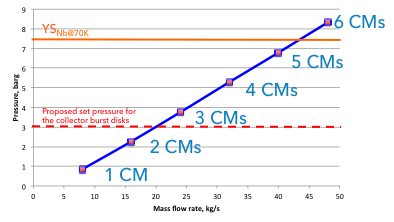 9
8
7
6
5
4
3
2
1
0
Pressure, barg
YS Nb@70K
Proposed set pressure for
the collector burst disks
6 CMs
5 CMs
4 CMs
3 CMs
2 CMs
1 CM
0 5 10 15 20 25 30 35 40 45 50
Mass flow rate, kg/s